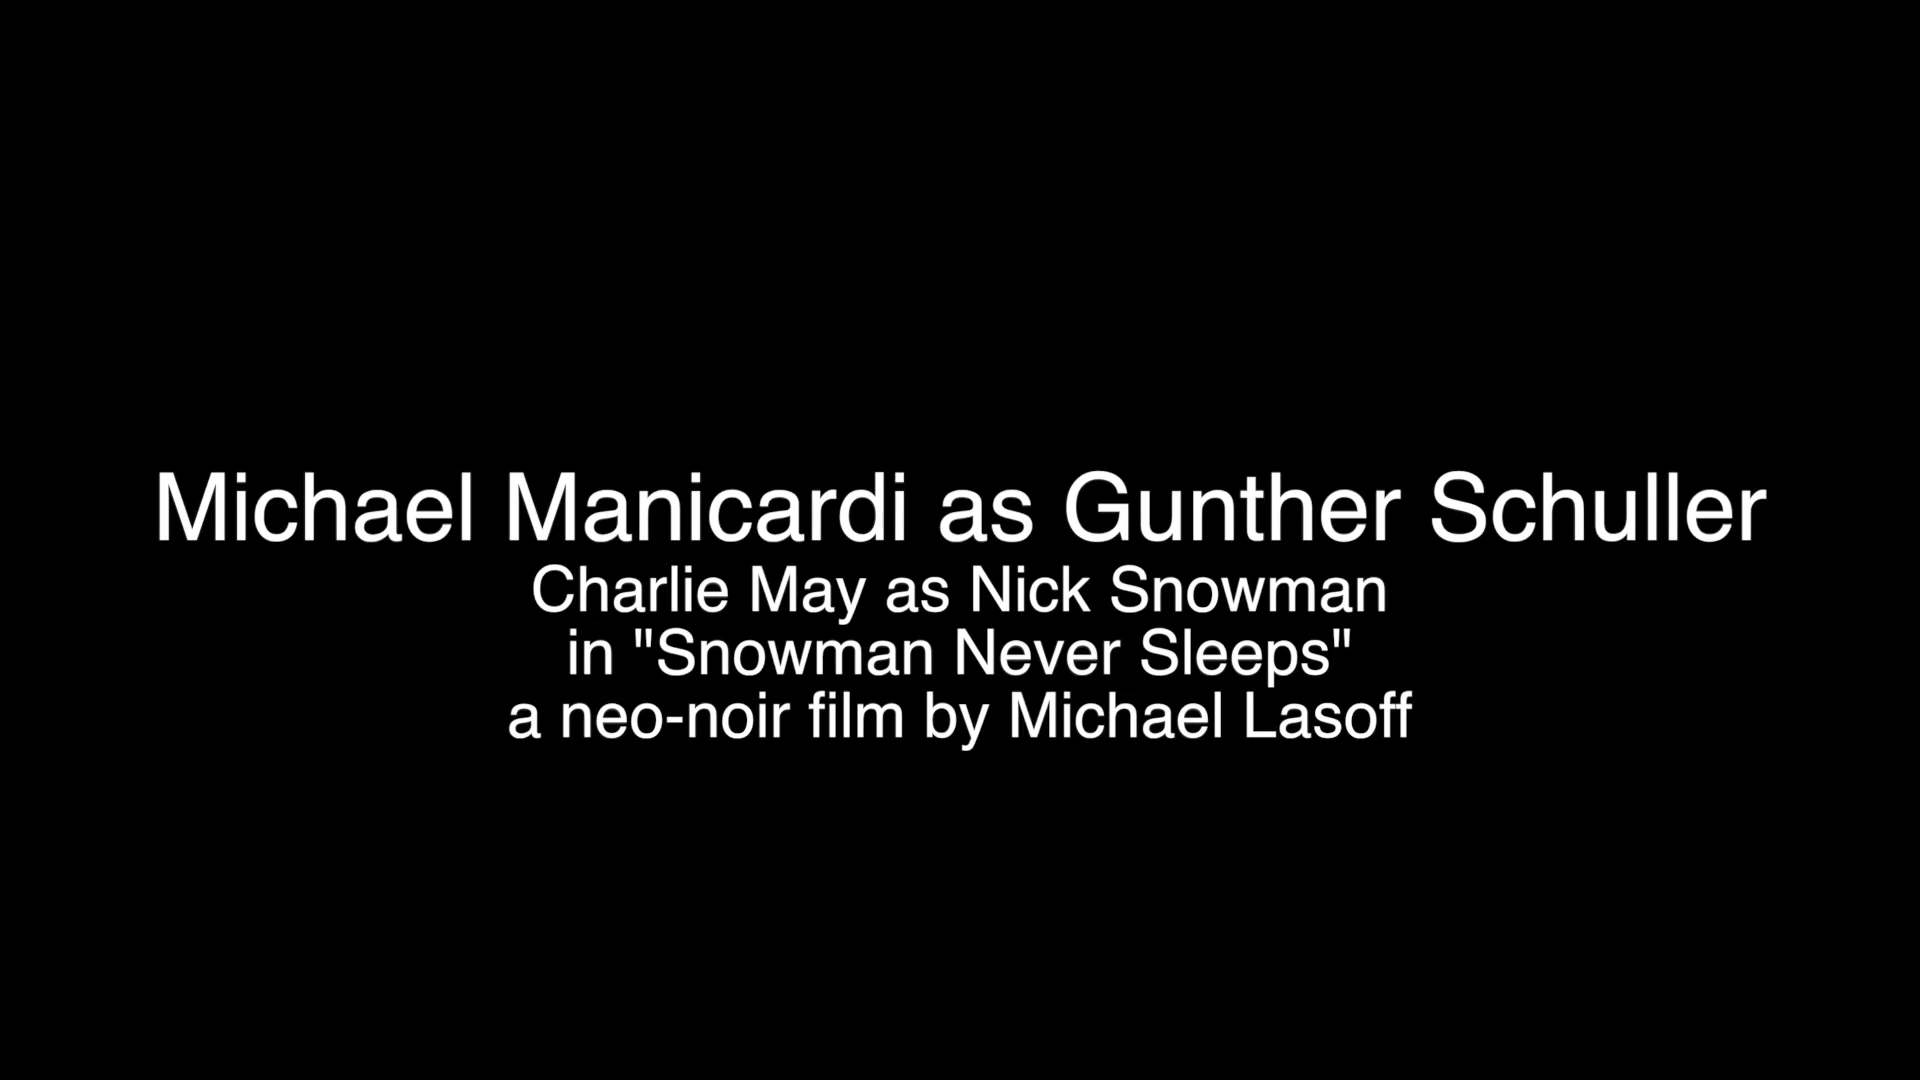 Michael Manicardi as Gunther Schuller
Charlie May as Nick Snowman
in "Snowman Never Sleeps"
a neo-noir film by Michael Lasoff